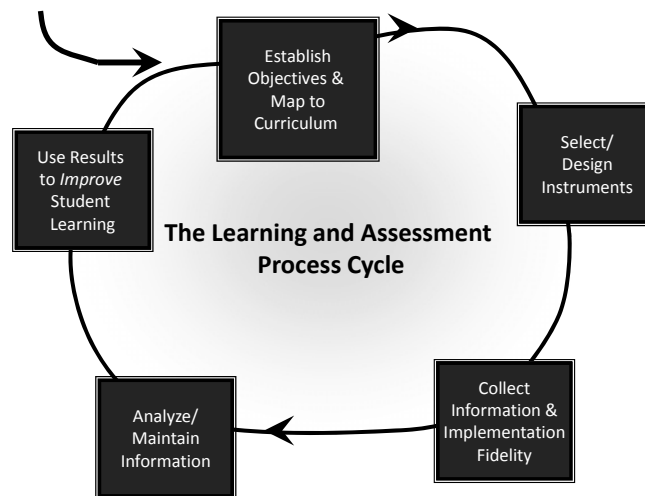 Establish
Objectives &
Map to
Curriculum
Select/
Design
Instruments
Collect
Information &
Implementation
Fidelity
Analyze/
Maintain
Information
Use Results
to Improve
Student
Learning
The Learning and Assessment
Process Cycle